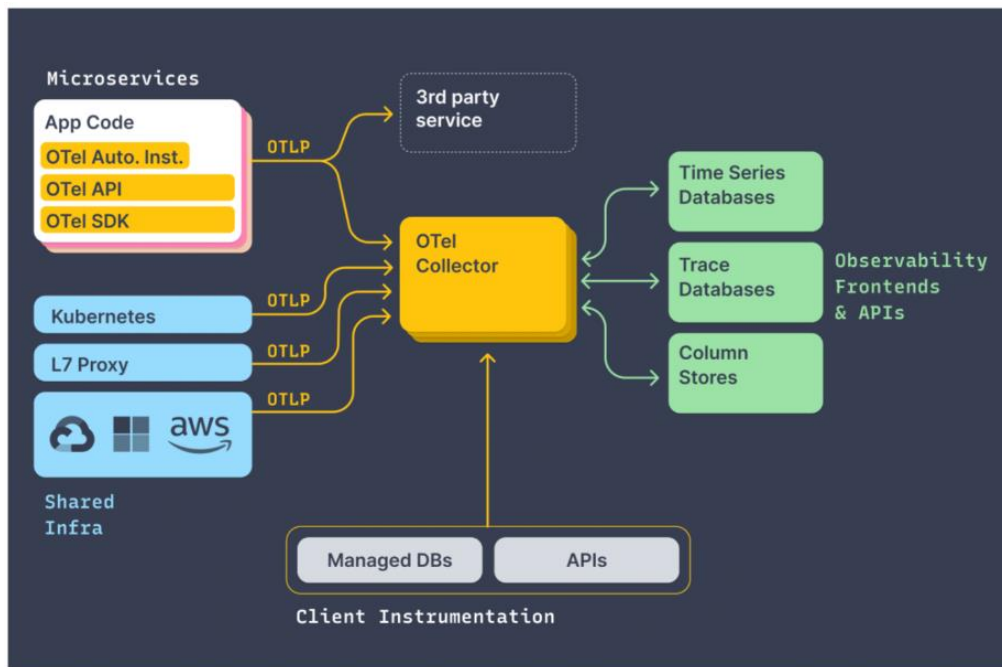 Microservices
App Code
OTel Auto. Inst.
OTel API
OTel SDK
OTLP
3rd party
service
OTel
Collector
Time Series
Databases
Trace
Databases
Column
Stores
Observability
Frontends
& APIs
Kubernetes
OTLP
L7 Proxy
OTLP
OTLP
aws
Shared
Infra
Managed DBs
APIs
Client Instrumentation